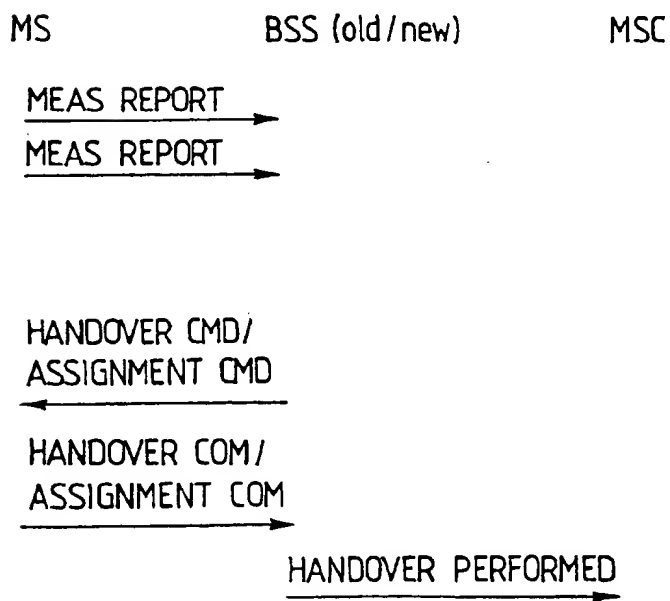 MS BSS (old/new) MSC
MEAS REPORT
MEAS REPORT
HANDOVER CMD/
ASSIGNMENT CMD
HANDOVER COM/
ASSIGNMENT COM
HANDOVER PERFORMED